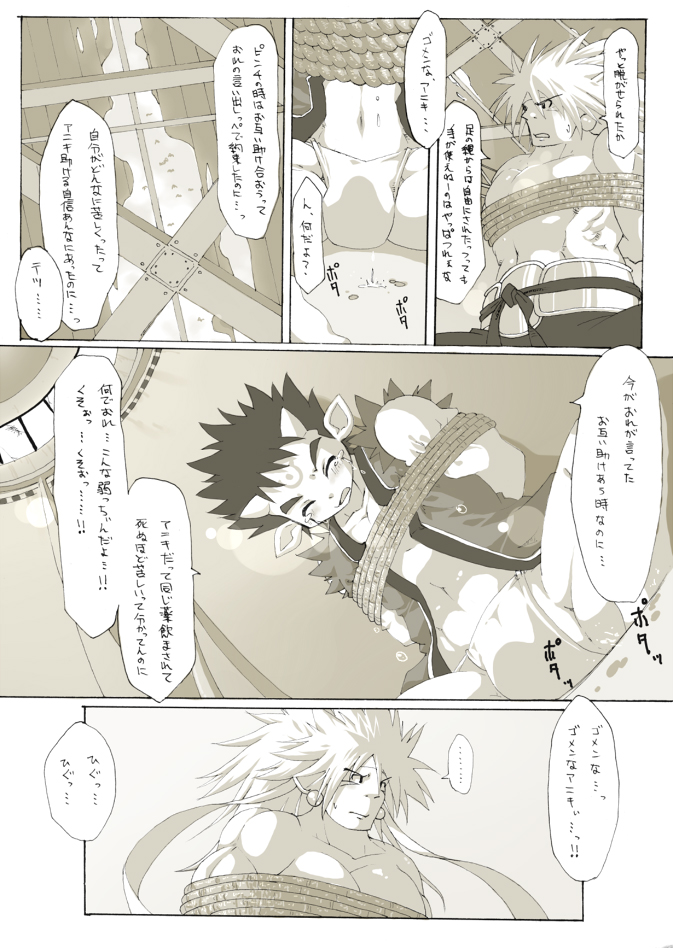 やっと脱がせられたか
足の縄からは自由にされたっつっても
手が使えねーのはやっぱつれぇな
ゴメンな、アニキ…
ん、何だよ?
ポタ
ポタ
ピンチの時はお互い助け合おうって
おれの言い出しっぺで約束したのに…っ
自分がどんなに苦しくたって
アニキ助ける自信あんなにあったのに…っ
テツ……
今がおれが言ってた
お互い助けあう時なのに…
ポタッ
ポタッ
アニキだって同じ薬飲まされて
死ぬほど苦しいって分かってんのに
何でおれ…こんな弱っちいんだよ…!!
くそぉっ…くそおっ……!!
ゴメンな…っ
ゴメンなアニキぃ…っ!!
………
ひぐっ…
ひぐっ…